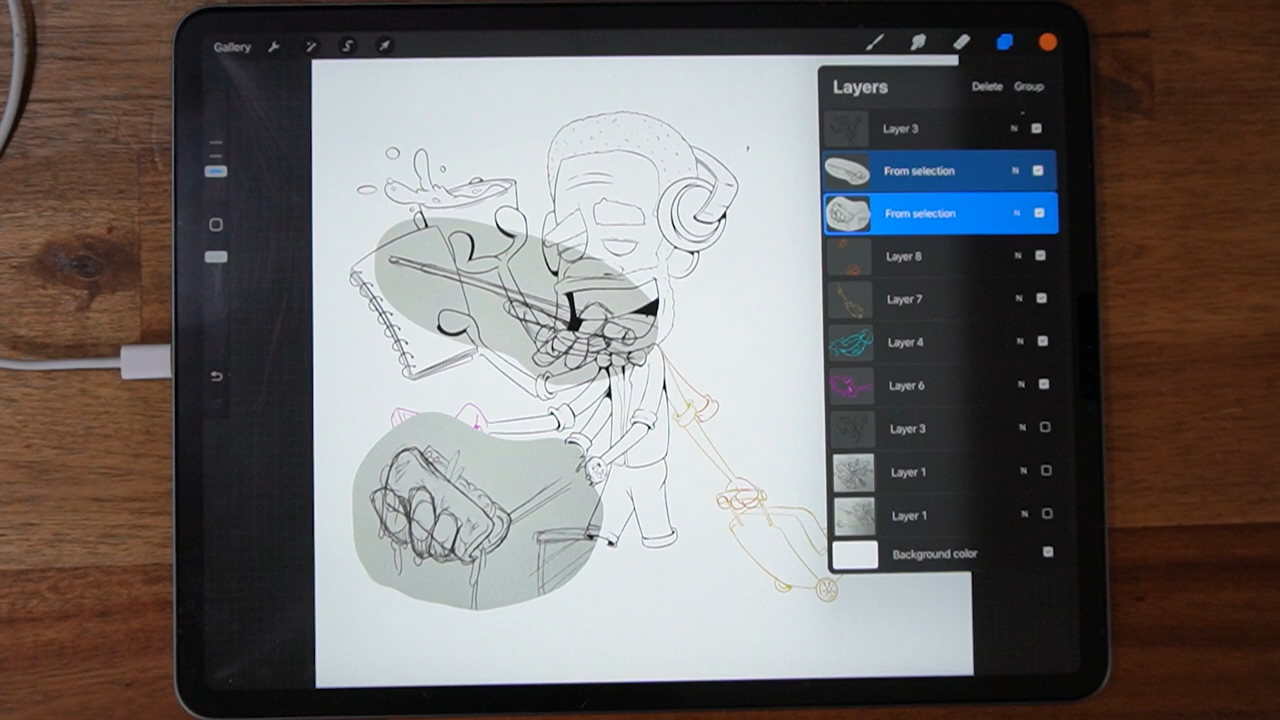 Gallery
Layers Delete Group
Layer 3 N
From selection N
From selection N
Layer 8 N
Layer 7 N
Layer 4 N
Layer 6 N
Layer 3 N
Layer 1 N
Layer 1 N
Background color